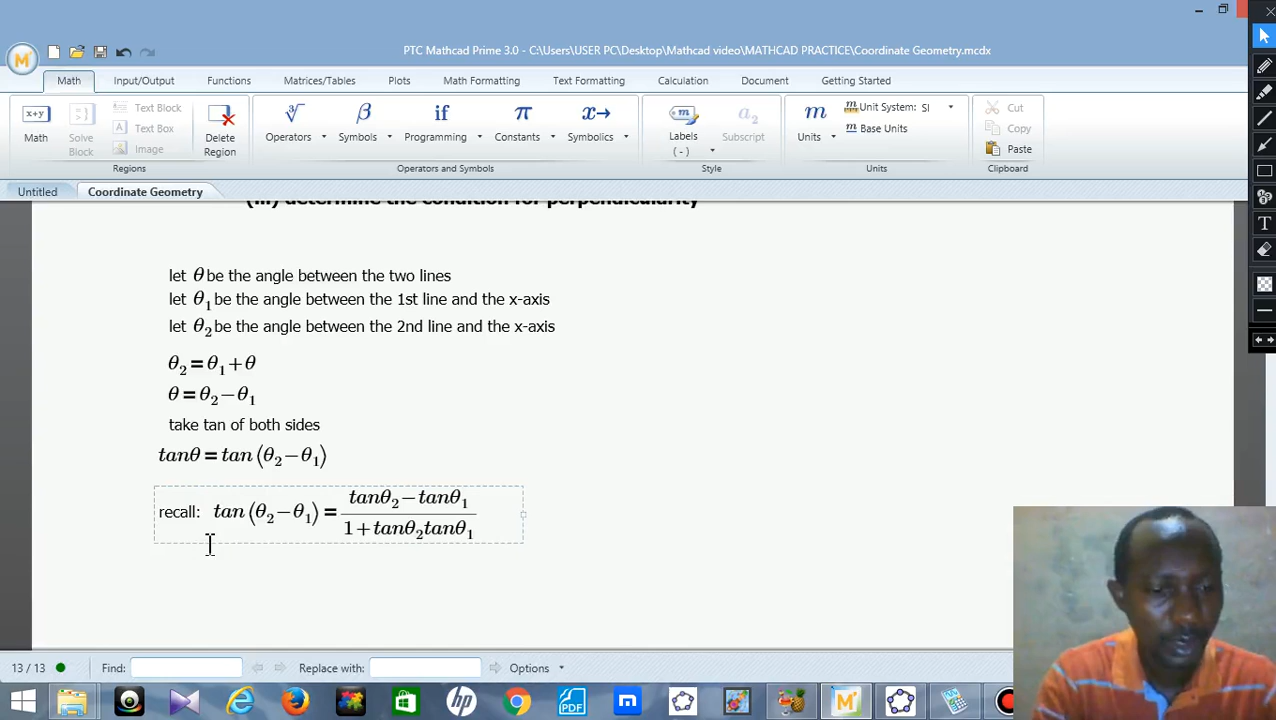 PTC Mathcad Prime 3.0 - C:\Users\USER PC\Desktop\Mathcad video\MATHCAD PRACTICE\Coordinate Geometry.mcdx
Math Input/Output Functions Matrices/Tables Plots Math Formatting Text Formatting Calculation Document Getting Started
Math
Solve Block
Text Block
Text Box
Image
Delete Region
Regions
Operators
Symbols
Programming
Constants
Symbolics
Operators and Symbols
Labels (-)
Subscript
Style
Units
Unit System: SI
Base Units
Units
Cut
Copy
Paste
Clipboard
Untitled
Coordinate Geometry
(iii) determine the condition for perpendicularity
let θ be the angle between the two lines
let θ₁ be the angle between the 1st line and the x-axis
let θ₂ be the angle between the 2nd line and the x-axis
θ₂=θ₁+θ
θ=θ₂−θ₁
take tan of both sides
tanθ=tan(θ₂−θ₁)
recall: tan(θ₂−θ₁)=(tanθ₂−tanθ₁)/(1+tanθ₂tanθ₁)
13 / 13
Find:
Replace with:
Options